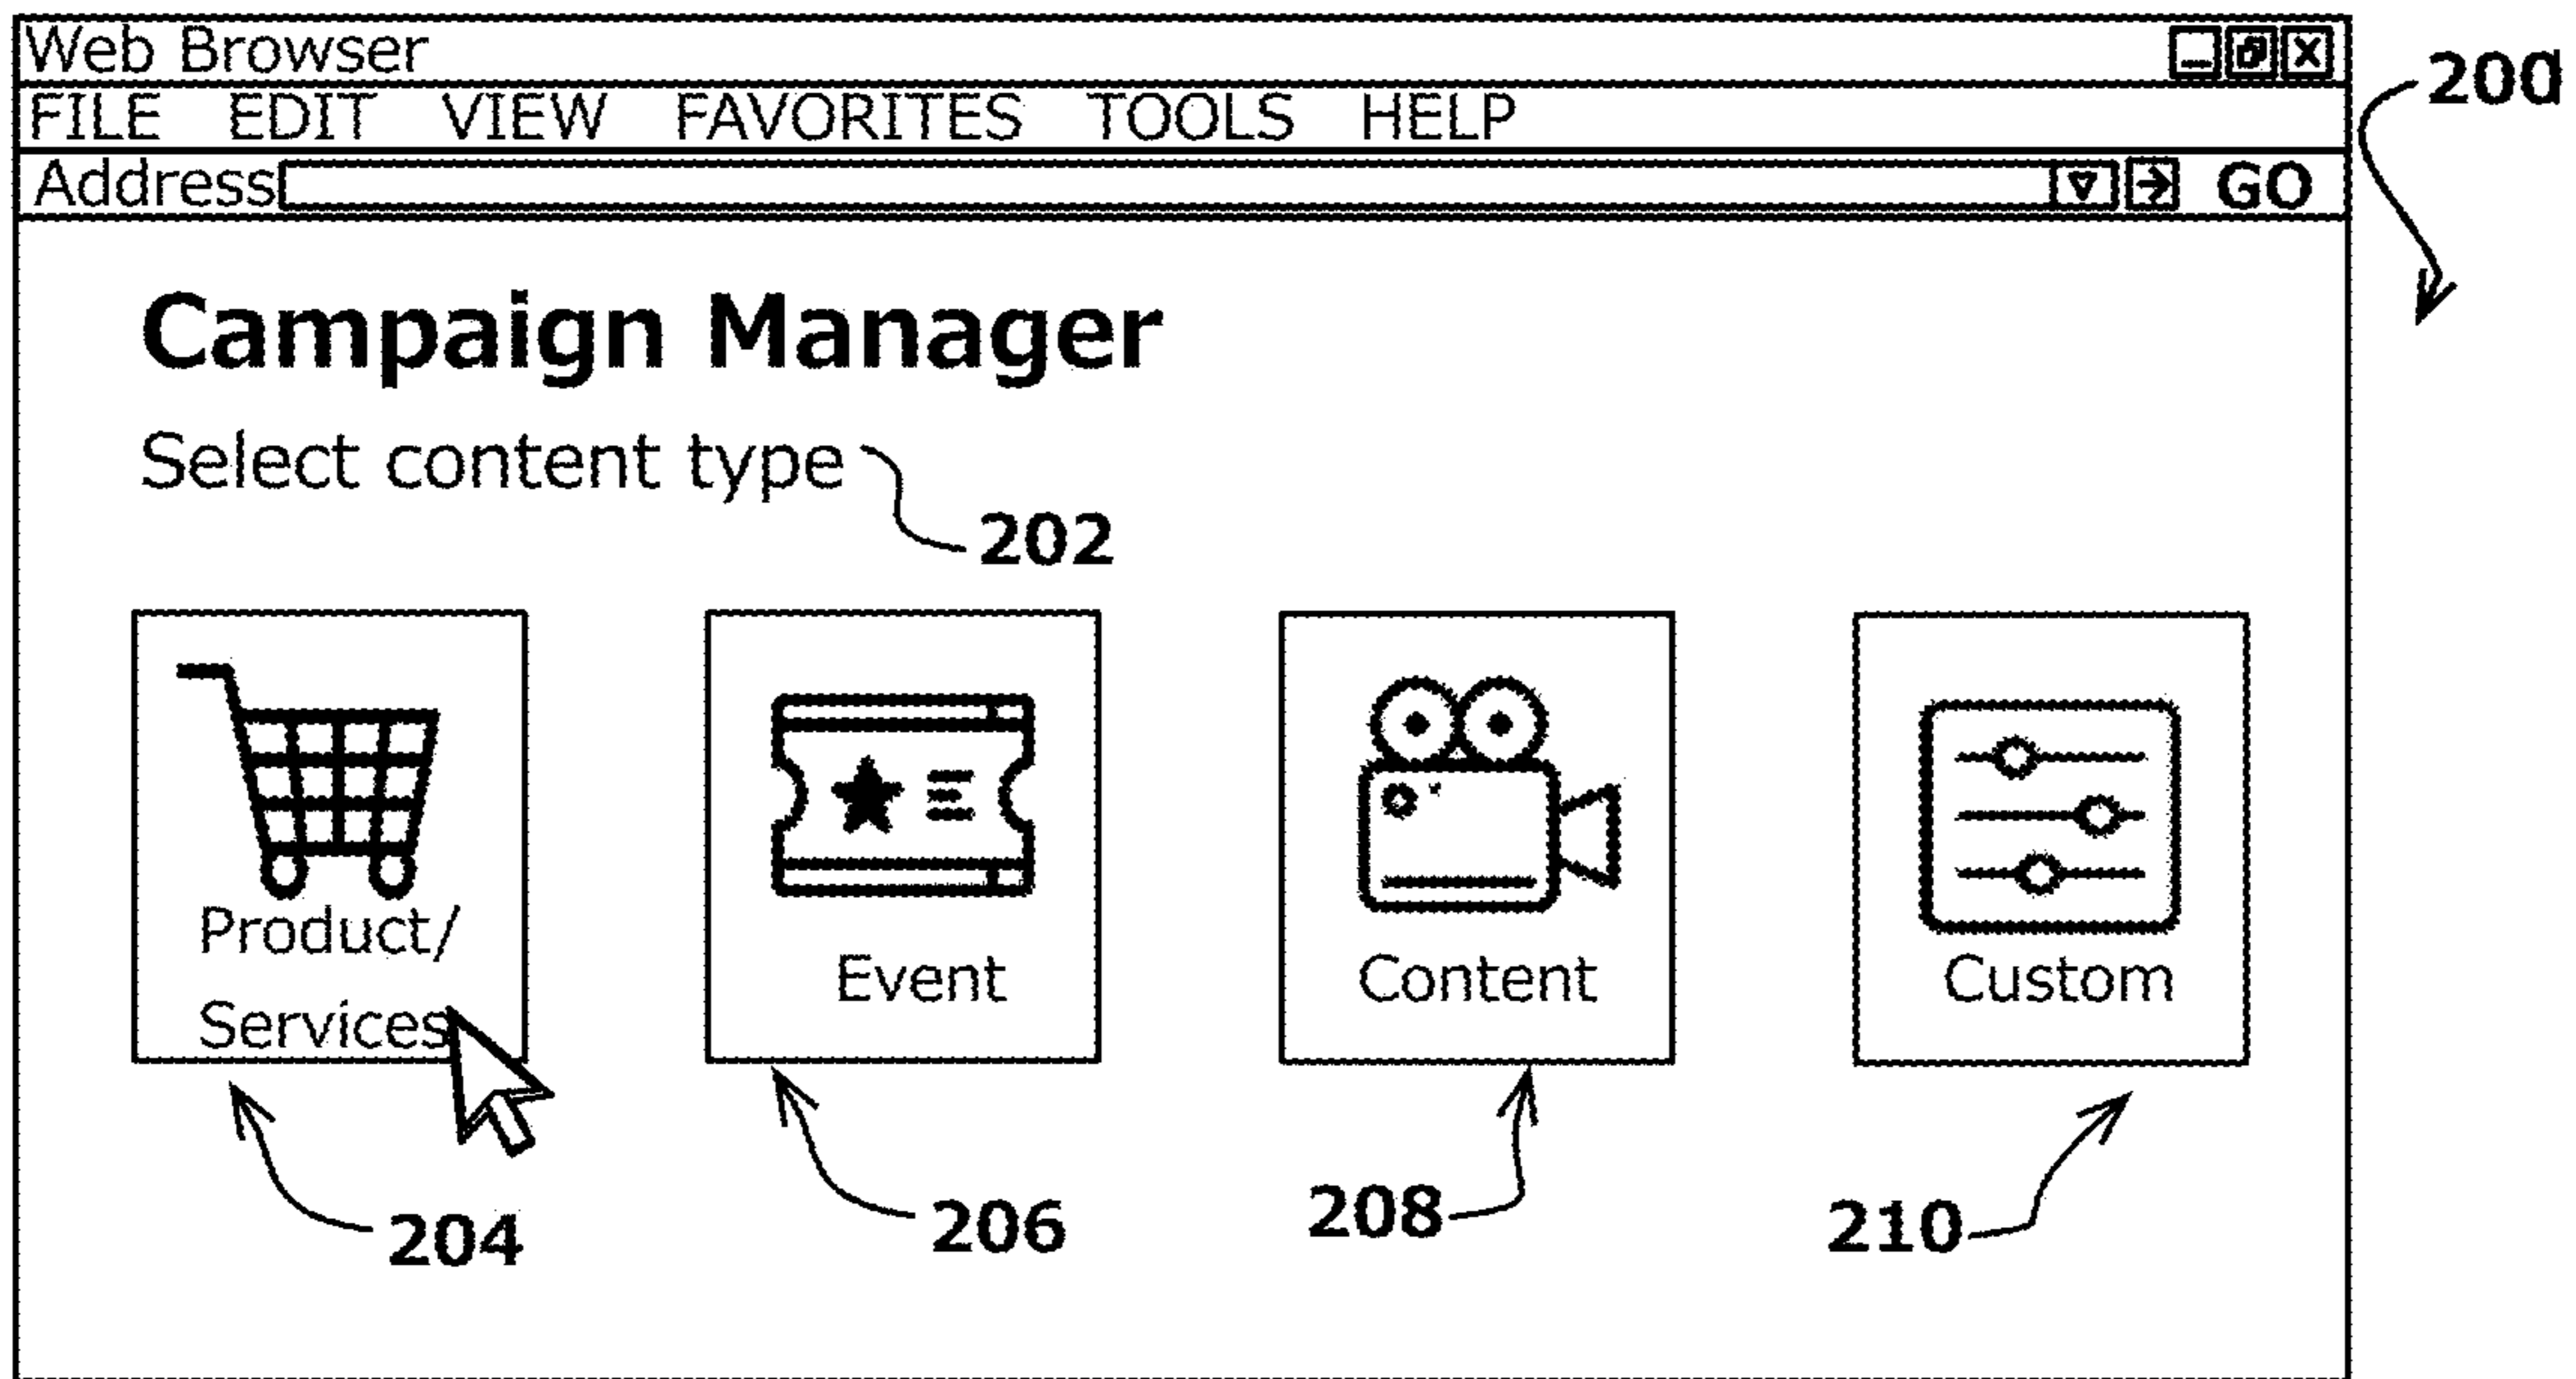 Web Browser
FILE EDIT VIEW FAVORITES TOOLS HELP
Address GO
200
Campaign Manager
Select content type
202
Product/
Services
Event
Content
Custom
204
206
208
210